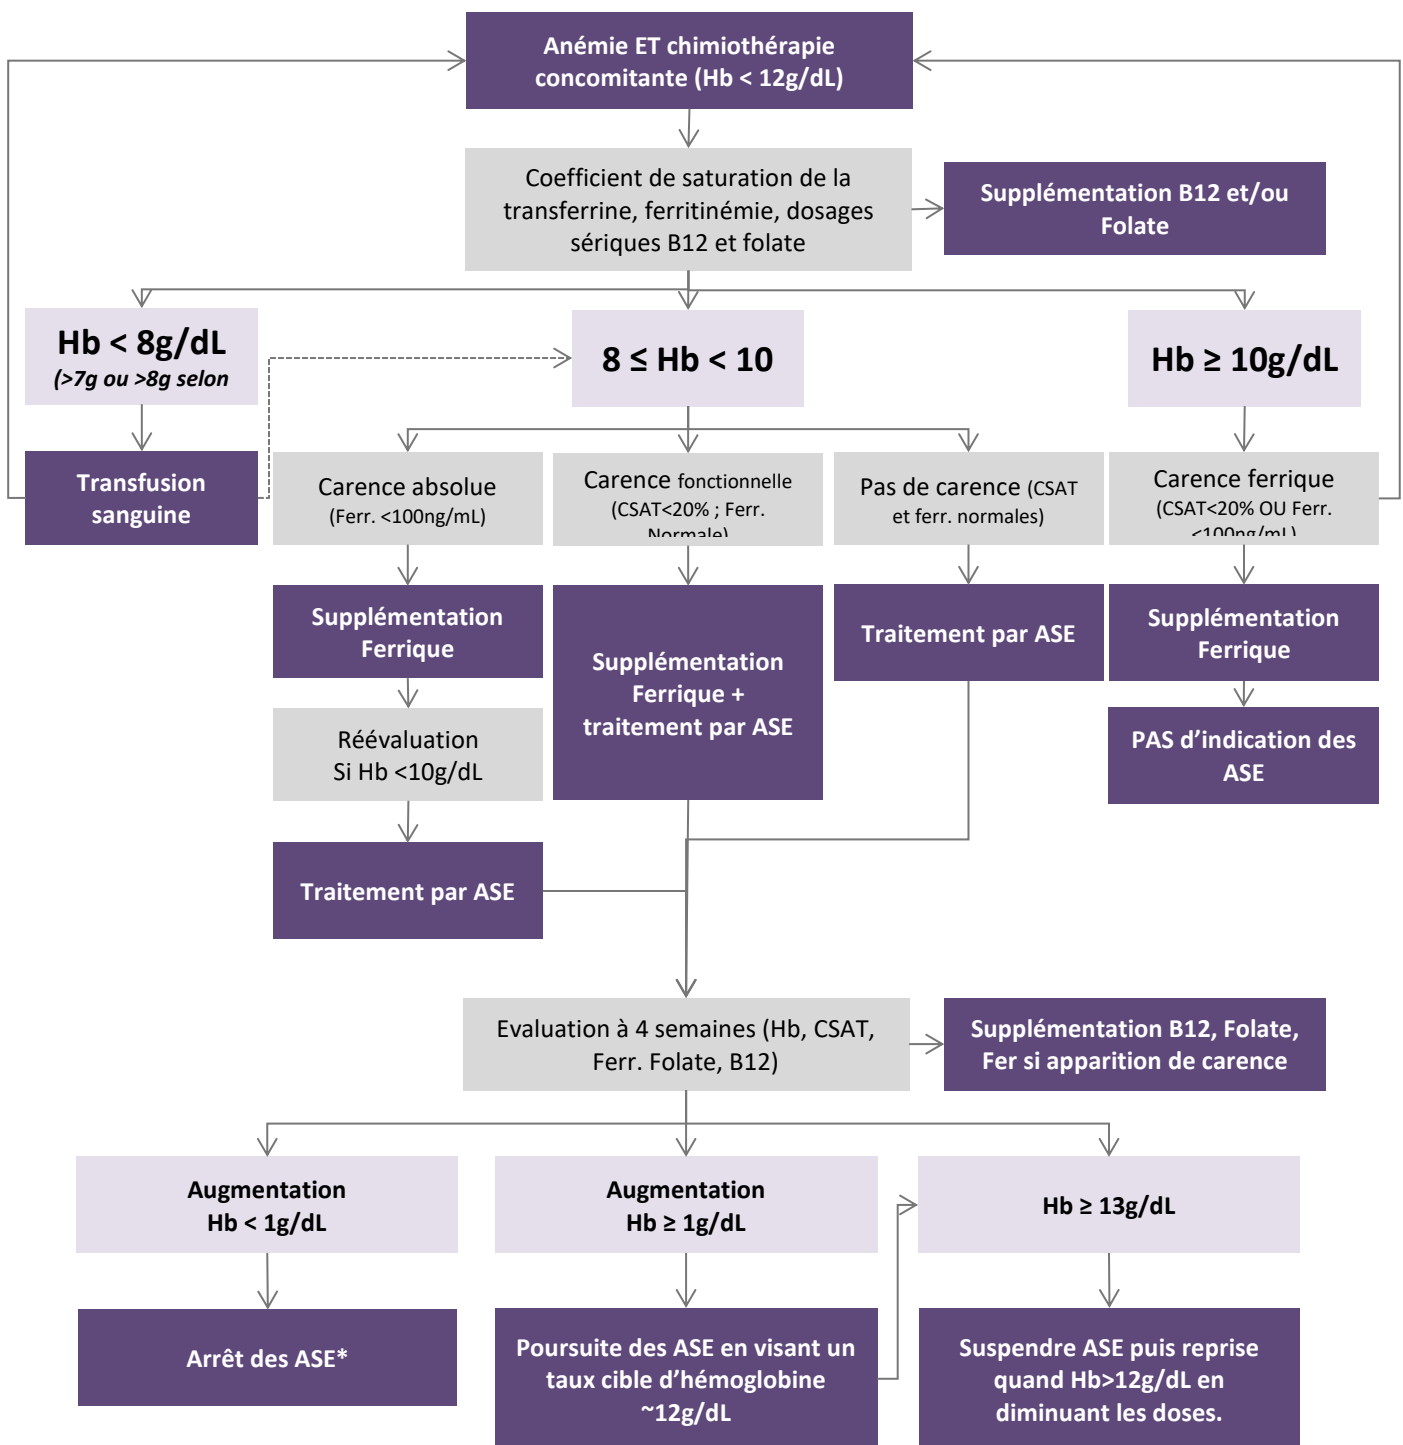 Anémie ET chimiothérapie
concomitante (Hb < 12g/dL)
Coefficient de saturation de la
transferrine, ferritinémie, dosages
sériques B12 et folate
Supplémentation B12 et/ou
Folate
Hb < 8g/dL
(>7g ou >8g selon
8 ≤ Hb < 10
Hb ≥ 10g/dL
Transfusion
sanguine
Carence absolue
(Ferr. <100ng/mL)
Carence fonctionnelle
(CSAT<20% ; Ferr.
Normale)
Pas de carence (CSAT
et ferr. normales)
Carence ferrique
(CSAT<20% OU Ferr.
<100ng/mL)
Supplémentation
Ferrique
Supplémentation
Ferrique +
traitement par ASE
Traitement par ASE
Supplémentation
Ferrique
Réévaluation
Si Hb <10g/dL
PAS d’indication des
ASE
Traitement par ASE
Evaluation à 4 semaines (Hb, CSAT,
Ferr. Folate, B12)
Supplémentation B12, Folate,
Fer si apparition de carence
Augmentation
Hb < 1g/dL
Augmentation
Hb ≥ 1g/dL
Hb ≥ 13g/dL
Arrêt des ASE*
Poursuite des ASE en visant un
taux cible d’hémoglobine
~12g/dL
Suspendre ASE puis reprise
quand Hb>12g/dL en
diminuant les doses.